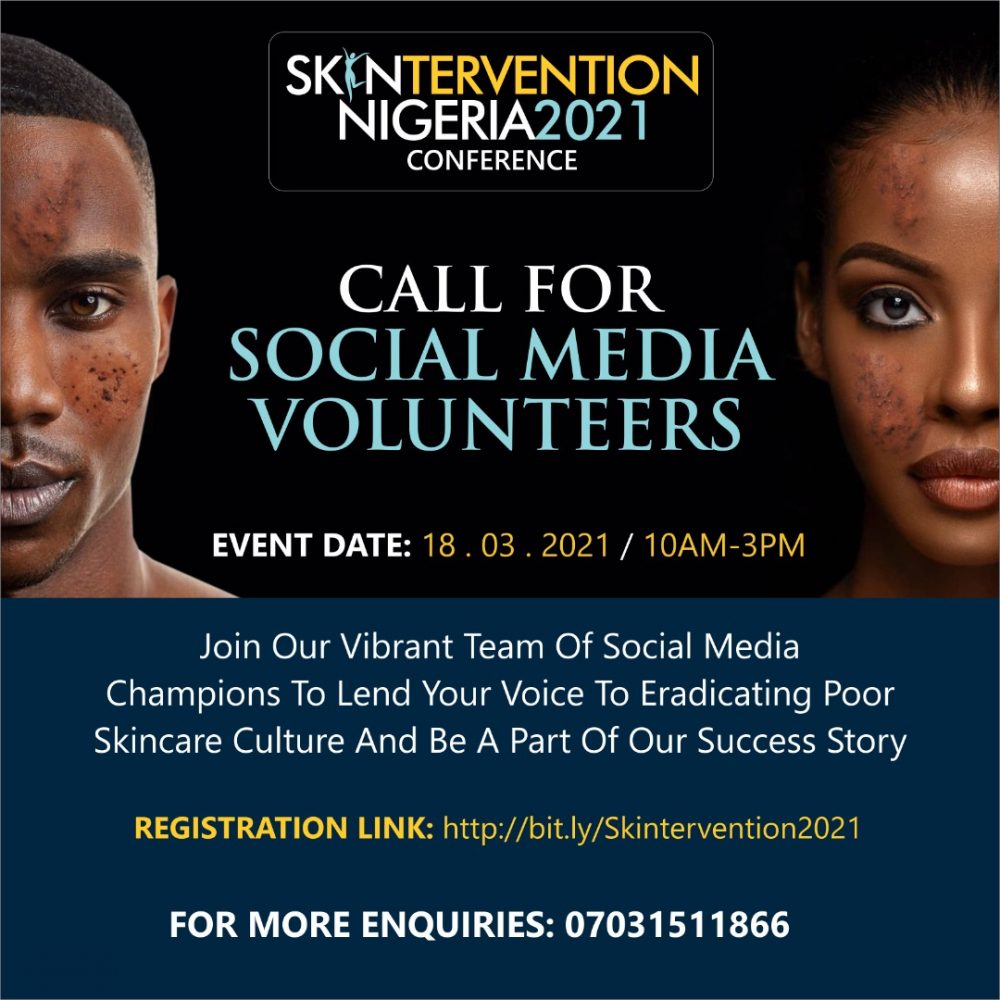 SKINTERVENTION
NIGERIA2021
CONFERENCE
CALL FOR
SOCIAL MEDIA
VOLUNTEERS
EVENT DATE: 18 . 03 . 2021 / 10AM-3PM
Join Our Vibrant Team Of Social Media
Champions To Lend Your Voice To Eradicating Poor
Skincare Culture And Be A Part Of Our Success Story
REGISTRATION LINK: http://bit.ly/Skintervention2021
FOR MORE ENQUIRIES: 07031511866